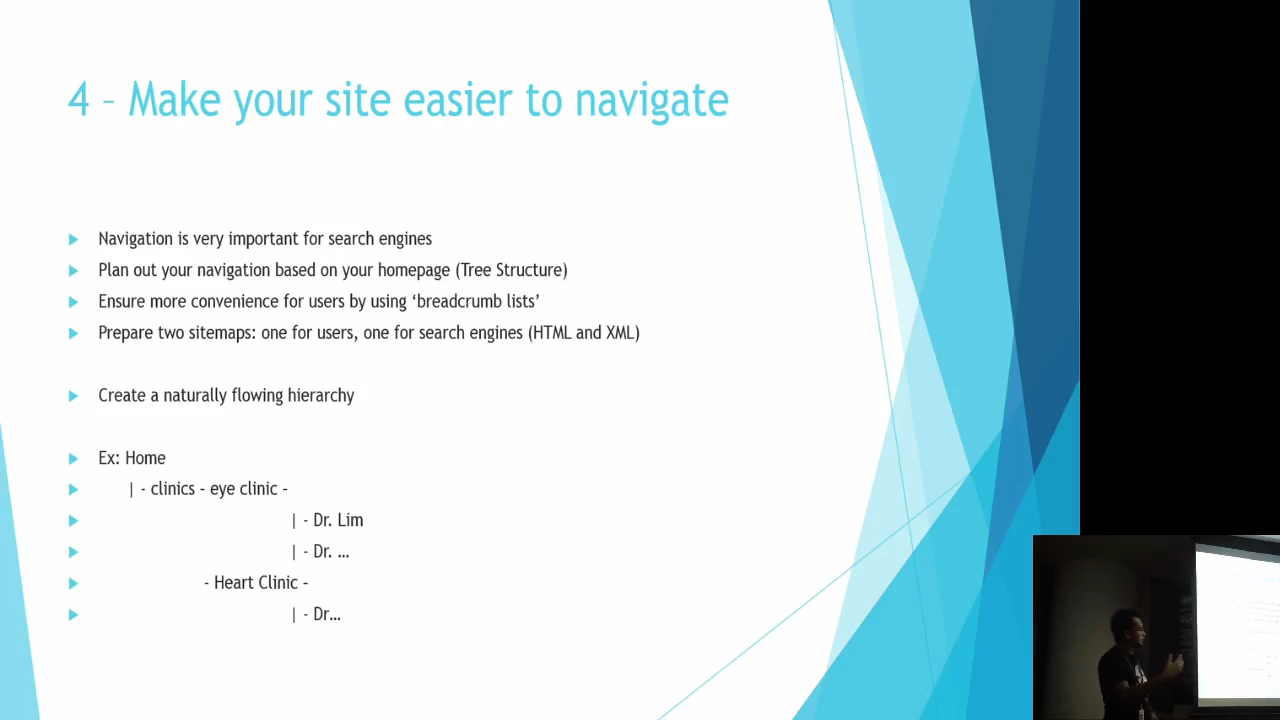 4 – Make your site easier to navigate
Navigation is very important for search engines
Plan out your navigation based on your homepage (Tree Structure)
Ensure more convenience for users by using ‘breadcrumb lists’
Prepare two sitemaps: one for users, one for search engines (HTML and XML)
Create a naturally flowing hierarchy
Ex: Home
| - clinics – eye clinic –
| - Dr. Lim
| - Dr. …
- Heart Clinic –
| - Dr…